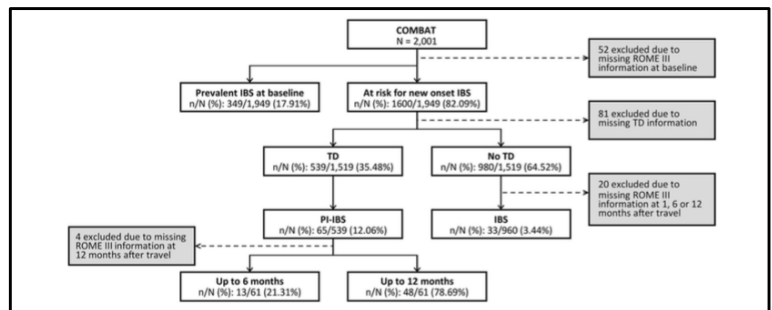 COMBAT
N = 2,001
52 excluded due to
missing ROME III
information at baseline
Prevalent IBS at baseline
n/N (%): 349/1,949 (17.91%)
At risk for new onset IBS
n/N (%): 1600/1,949 (82.09%)
81 excluded due to
missing TD information
TD
n/N (%): 539/1,519 (35.48%)
No TD
n/N (%): 980/1,519 (64.52%)
20 excluded due to
missing ROME III
information at 1, 6 or 12
months after travel
PI-IBS
n/N (%): 65/539 (12.06%)
IBS
n/N (%): 33/960 (3.44%)
4 excluded due to missing
ROME III information at
12 months after travel
Up to 6 months
n/N (%): 13/61 (21.31%)
Up to 12 months
n/N (%): 48/61 (78.69%)